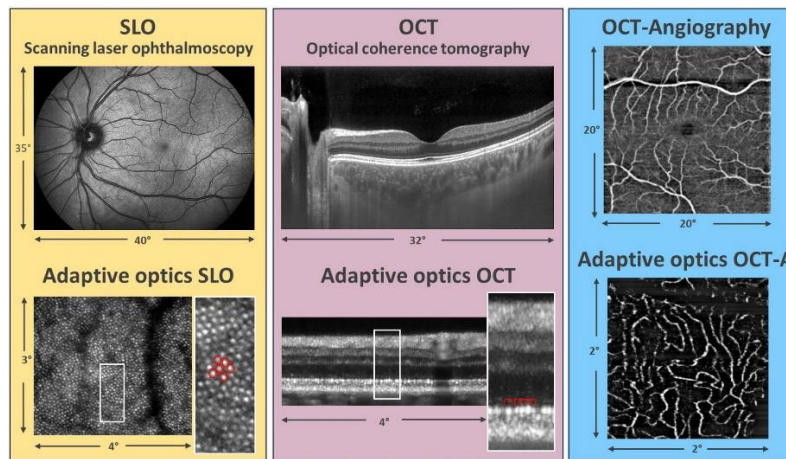 SLO
Scanning laser ophthalmoscopy
35°
40°
Adaptive optics SLO
3°
4°
OCT
Optical coherence tomography
32°
Adaptive optics OCT
4°
OCT-Angiography
20°
20°
Adaptive optics OCT-A
2°
2°